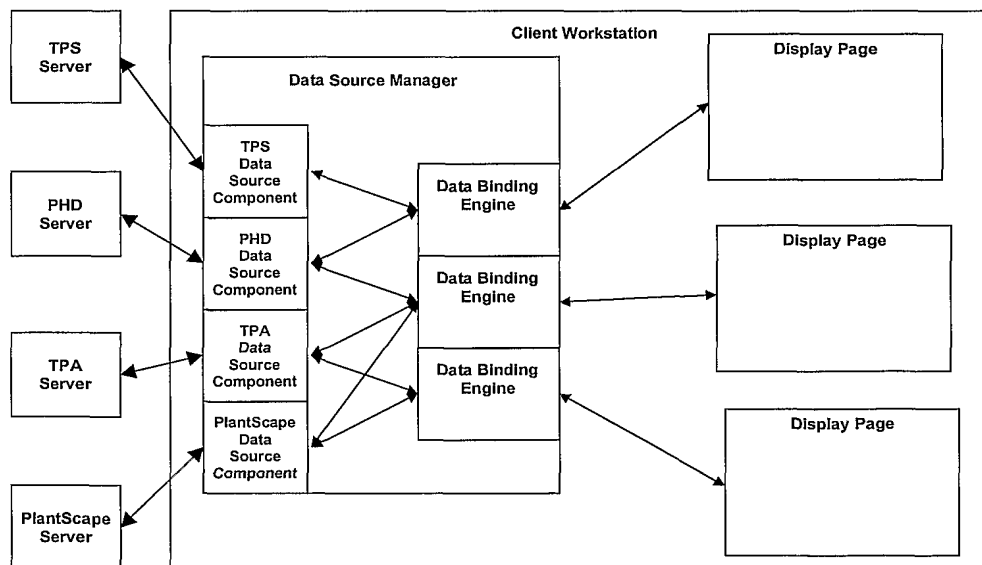 Client Workstation
TPS
Server
PHD
Server
TPA
Server
PlantScape
Server
Data Source Manager
TPS
Data
Source
Component
PHD
Data
Source
Component
TPA
Data
Source
Component
PlantScape
Data
Source
Component
Data Binding
Engine
Data Binding
Engine
Data Binding
Engine
Display Page
Display Page
Display Page